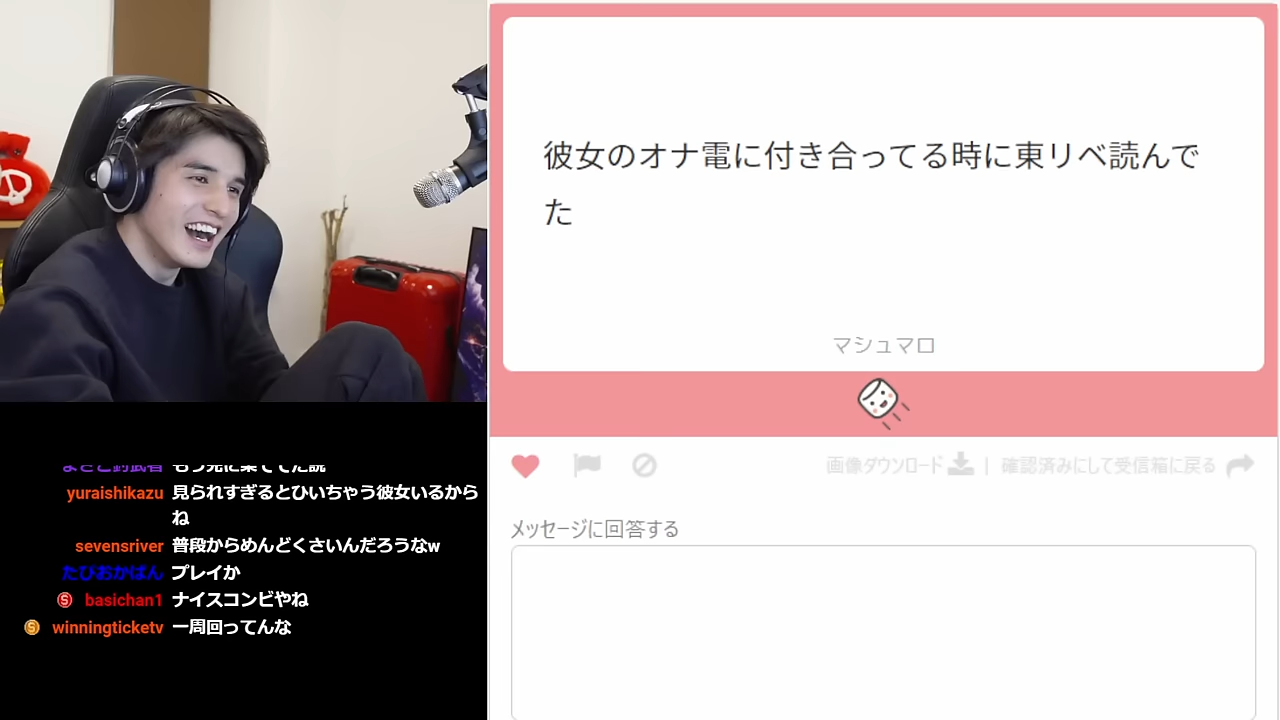 彼女のオナ電に付き合ってる時に東リベ読んで
た
マシュマロ
画像ダウンロード | 確認済みにして受信箱に戻る
メッセージに回答する
yuraishikazu 見られすぎるとひいちゃう彼女いるから
ね
sevensriver 普段からめんどくさいんだろうなw
たぴおかぱん プレイか
basichan1 ナイスコンビやね
winningticketv 一周回ってんな